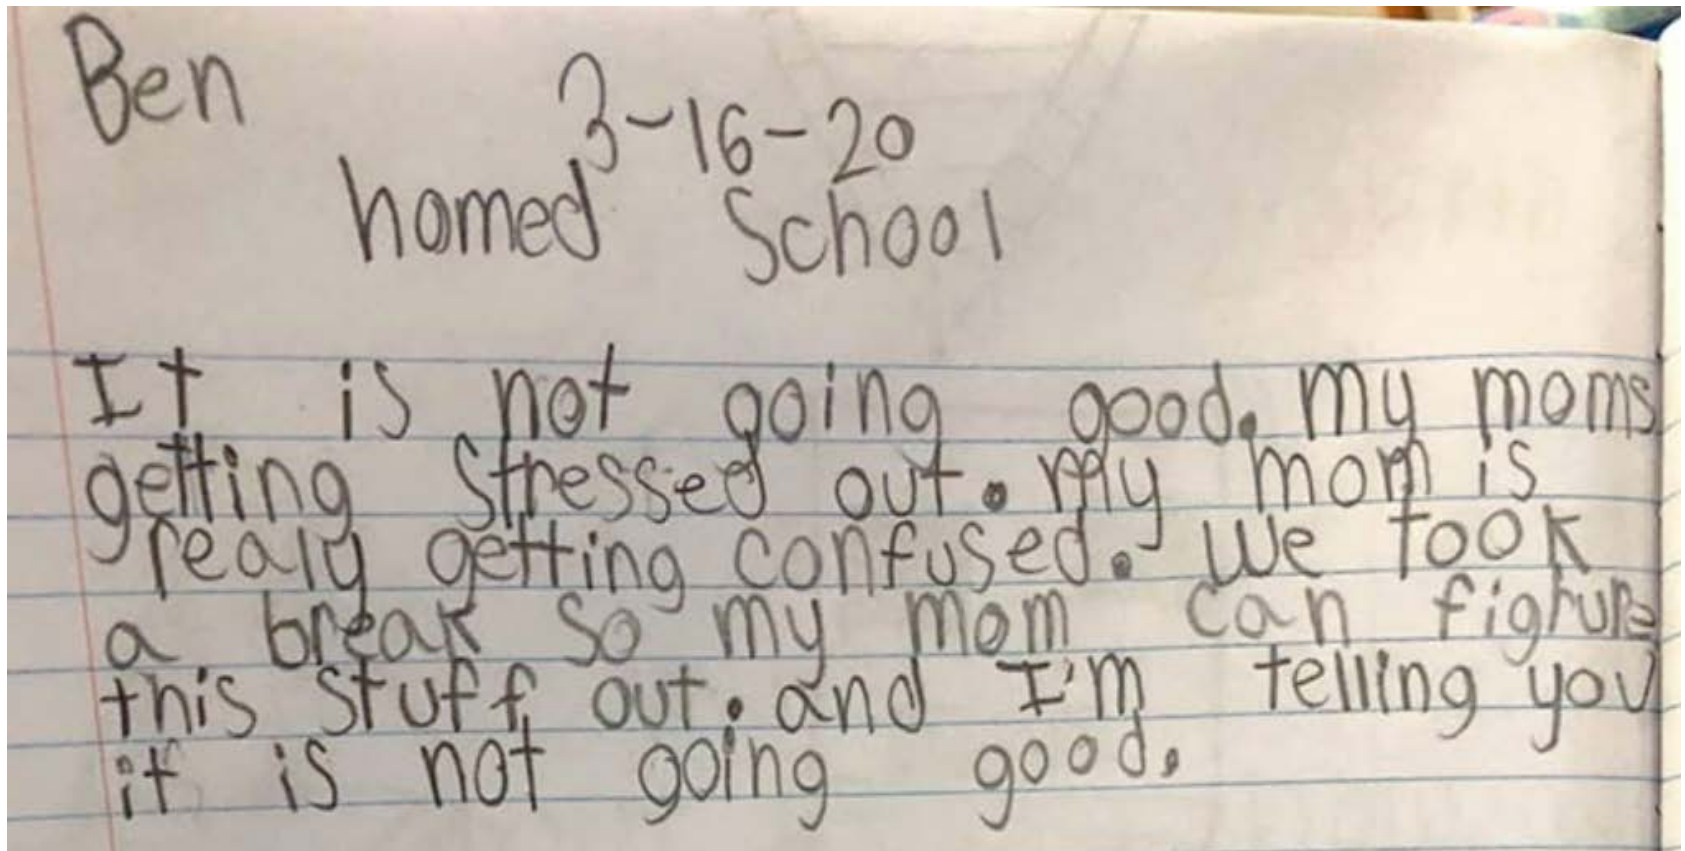 Ben
3-16-20
homed School
It is not going good. my moms
getting stressed out. my mom is
realy getting confused. We took
a break so my mom can fighure
this stuff out. and I'm telling you
it is not going good.